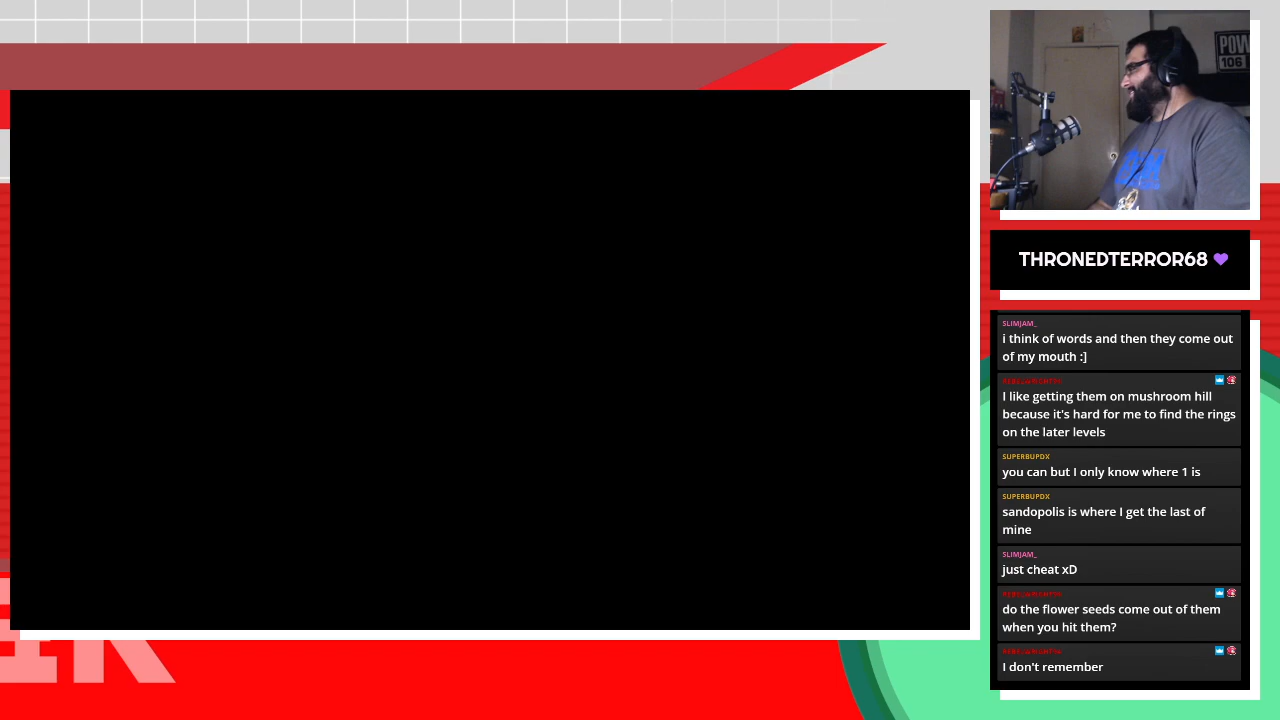 POW
106
THRONEDTERROR68
SLIMJAM_
i think of words and then they come out
of my mouth :]
I like getting them on mushroom hill
because it's hard for me to find the rings
on the later levels
SUPERBUPDX
you can but I only know where 1 is
SUPERBUPDX
sandopolis is where I get the last of
mine
SLIMJAM_
just cheat xD
do the flower seeds come out of them
when you hit them?
I don't remember